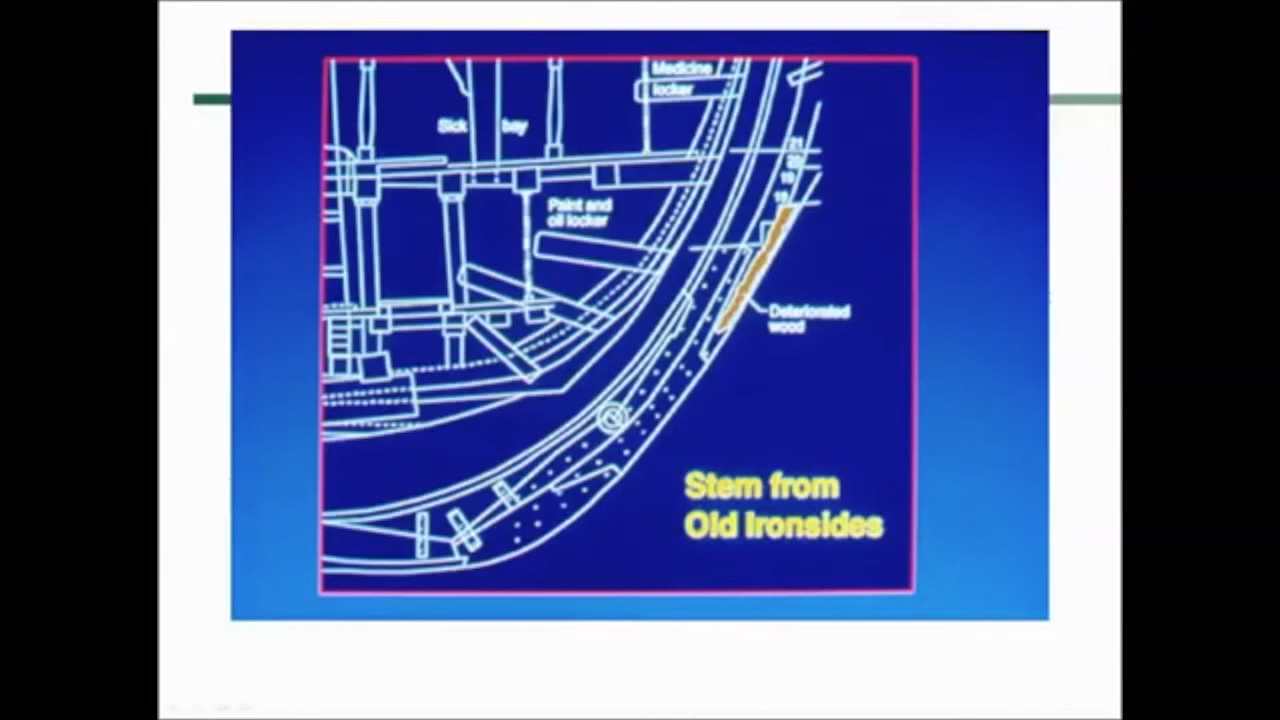 Medicine
locker
Sick bay
21
20
19
18
Paint and
oil locker
Deteriorated
wood
Stem from
Old Ironsides